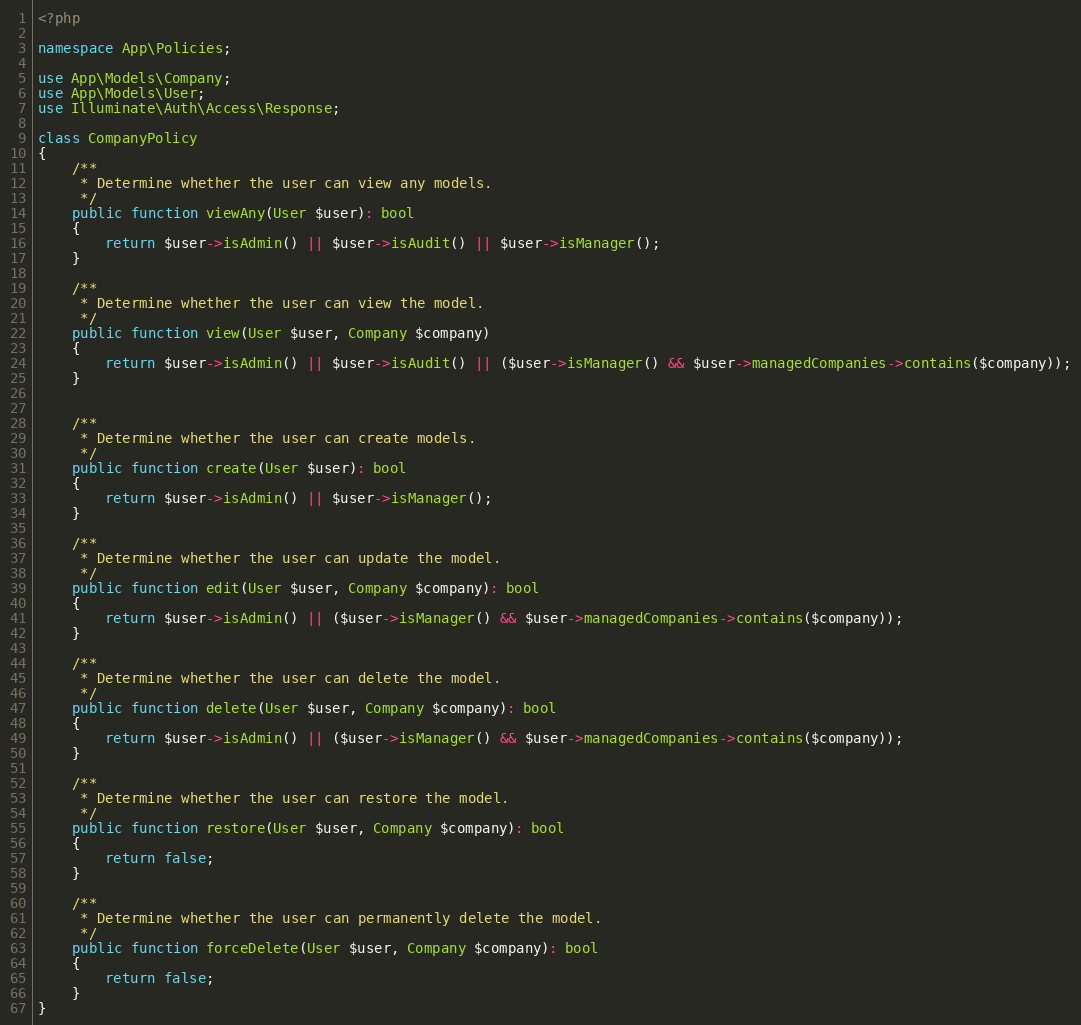 1 <?php
2
3 namespace App\Policies;
4
5 use App\Models\Company;
6 use App\Models\User;
7 use Illuminate\Auth\Access\Response;
8
9 class CompanyPolicy
10 {
11     /**
12      * Determine whether the user can view any models.
13      */
14     public function viewAny(User $user): bool
15     {
16         return $user->isAdmin() || $user->isAudit() || $user->isManager();
17     }
18
19     /**
20      * Determine whether the user can view the model.
21      */
22     public function view(User $user, Company $company)
23     {
24         return $user->isAdmin() || $user->isAudit() || ($user->isManager() && $user->managedCompanies->contains($company));
25     }
26
27
28     /**
29      * Determine whether the user can create models.
30      */
31     public function create(User $user): bool
32     {
33         return $user->isAdmin() || $user->isManager();
34     }
35
36     /**
37      * Determine whether the user can update the model.
38      */
39     public function edit(User $user, Company $company): bool
40     {
41         return $user->isAdmin() || ($user->isManager() && $user->managedCompanies->contains($company));
42     }
43
44     /**
45      * Determine whether the user can delete the model.
46      */
47     public function delete(User $user, Company $company): bool
48     {
49         return $user->isAdmin() || ($user->isManager() && $user->managedCompanies->contains($company));
50     }
51
52     /**
53      * Determine whether the user can restore the model.
54      */
55     public function restore(User $user, Company $company): bool
56     {
57         return false;
58     }
59
60     /**
61      * Determine whether the user can permanently delete the model.
62      */
63     public function forceDelete(User $user, Company $company): bool
64     {
65         return false;
66     }
67 }